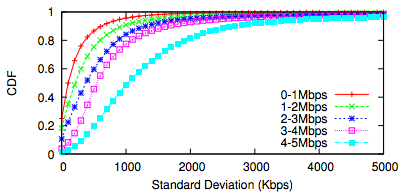 1
0.8
0.6
0.4
0.2
0
CDF
0-1Mbps
1-2Mbps
2-3Mbps
3-4Mbps
4-5Mbps
0 1000 2000 3000 4000 5000
Standard Deviation (Kbps)